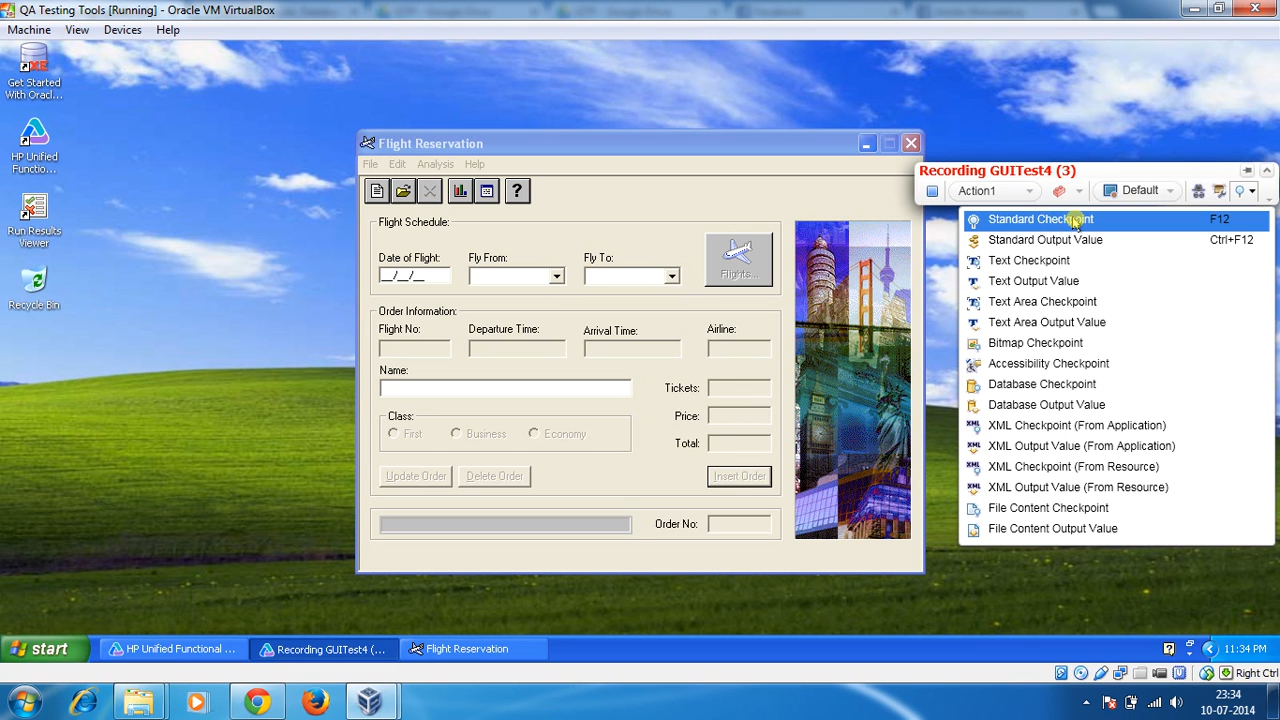 QA Testing Tools [Running] - Oracle VM VirtualBox
Machine View Devices Help
Get Started
With Oracl...
HP Unified
Functio...
Run Results
Viewer
Recycle Bin
Flight Reservation
File Edit Analysis Help
?
Flight Schedule:
Date of Flight: Fly From: Fly To:
__/__/__
Flights...
Order Information:
Flight No: Departure Time: Arrival Time: Airline:
Name:
Tickets:
Class:
First Business Economy
Price:
Total:
Update Order Delete Order Insert Order
Order No:
Recording GUITest4 (3)
Action1 Default
Standard Checkpoint F12
Standard Output Value Ctrl+F12
Text Checkpoint
Text Output Value
Text Area Checkpoint
Text Area Output Value
Bitmap Checkpoint
Accessibility Checkpoint
Database Checkpoint
Database Output Value
XML Checkpoint (From Application)
XML Output Value (From Application)
XML Checkpoint (From Resource)
XML Output Value (From Resource)
File Content Checkpoint
File Content Output Value
start HP Unified Functional ... Recording GUITest4 (... Flight Reservation 11:34 PM
Right Ctrl
23:34
10-07-2014